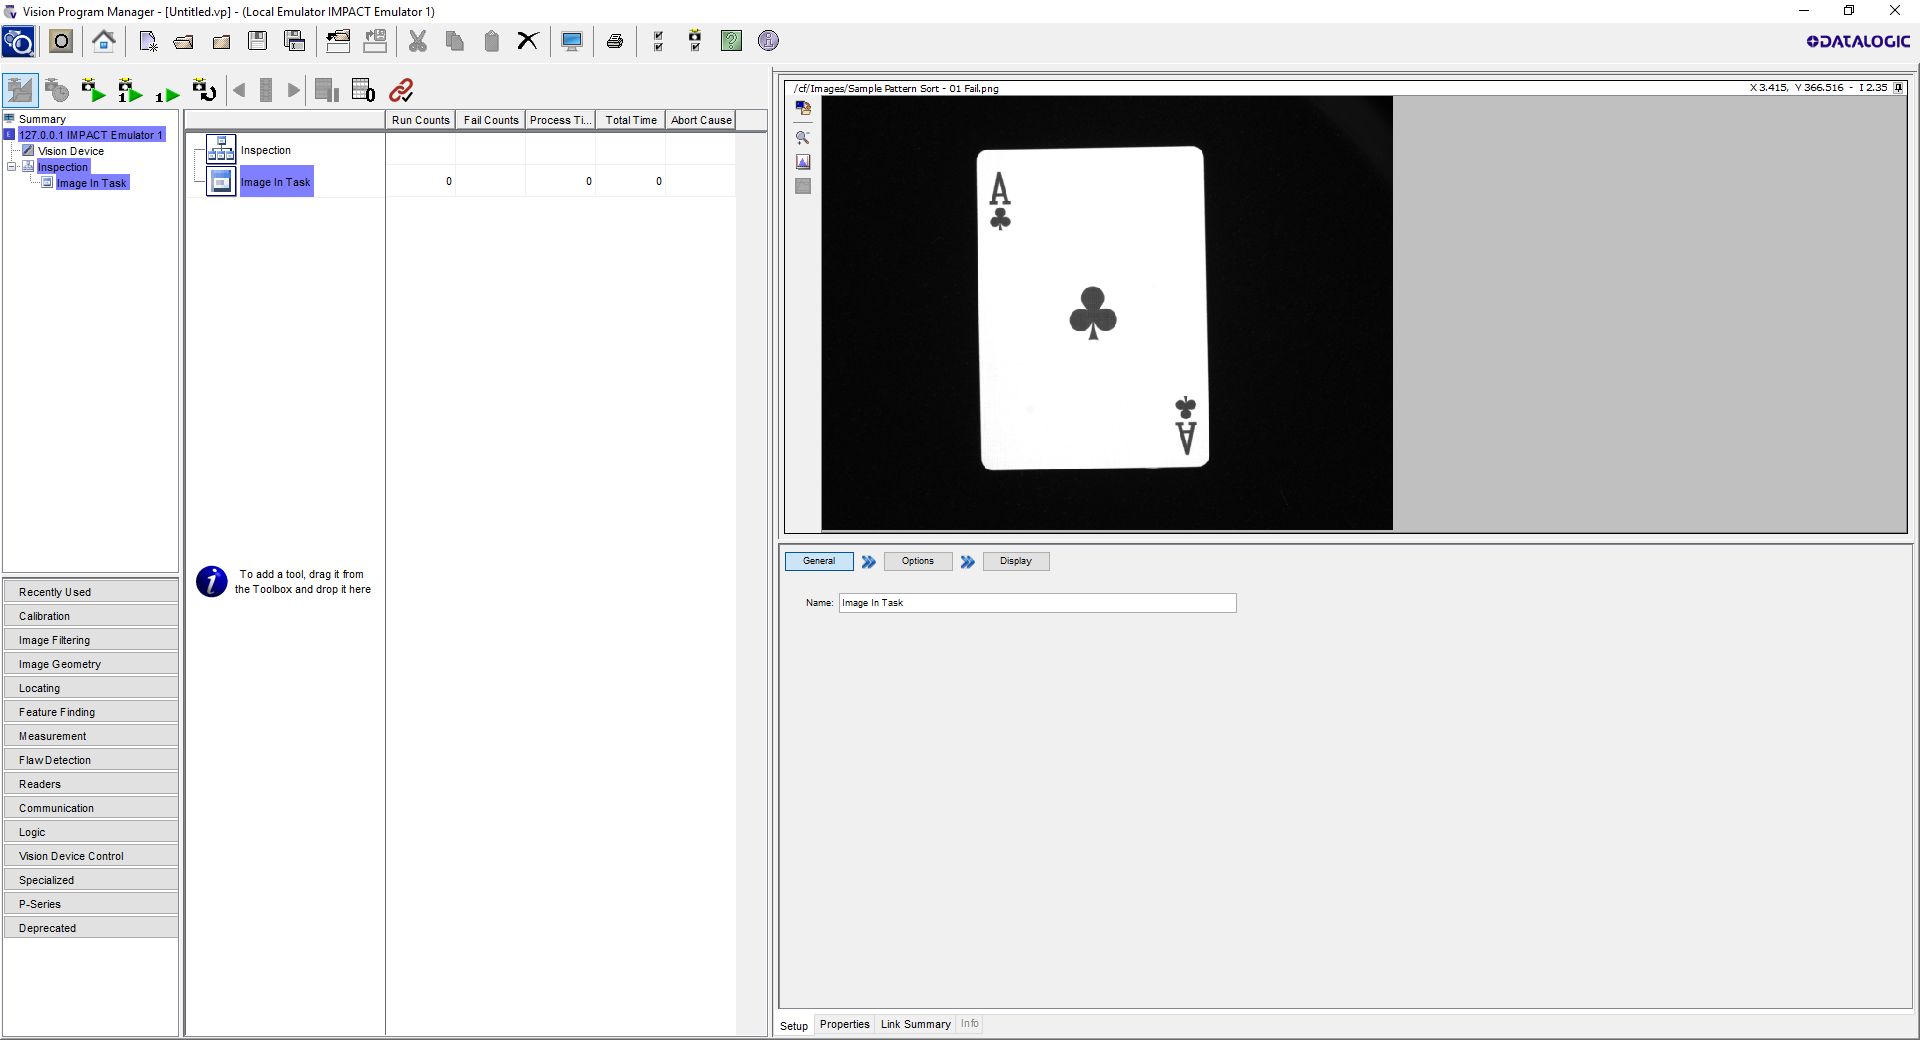 Vision Program Manager - [Untitled.vp] - (Local Emulator IMPACT Emulator 1)
DATALOGIC
Summary
127.0.0.1 IMPACT Emulator 1
Vision Device
Inspection
Image In Task
Run Counts Fail Counts Process Ti... Total Time Abort Cause
Inspection
Image In Task 0 0 0
To add a tool, drag it from
the Toolbox and drop it here
Recently Used
Calibration
Image Filtering
Image Geometry
Locating
Feature Finding
Measurement
Flaw Detection
Readers
Communication
Logic
Vision Device Control
Specialized
P-Series
Deprecated
/cf/Images/Sample Pattern Sort - 01 Fail.png X 3.415, Y 366.516 - I 2.35
A
A
General Options Display
Name: Image In Task
Setup Properties Link Summary Info